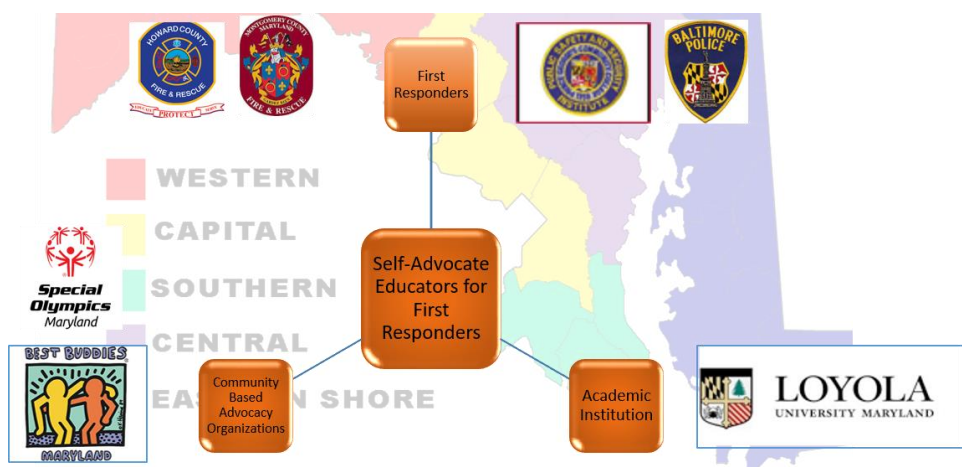 HOWARD COUNTY
FIRE & RESCUE
PROTECT
MONTGOMERY COUNTY
MARYLAND
FIRE & RESCUE
First
Responders
PUBLIC SAFETY AND SECURITY
INSTITUTE
BALTIMORE
POLICE
WESTERN
CAPITAL
SOUTHERN
CENTRAL
SHORE
Special
Olympics
Maryland
BEST BUDDIES
MARYLAND
Self-Advocate
Educators for
First
Responders
Community
Based
Advocacy
Organizations
Academic
Institution
LOYOLA
UNIVERSITY MARYLAND